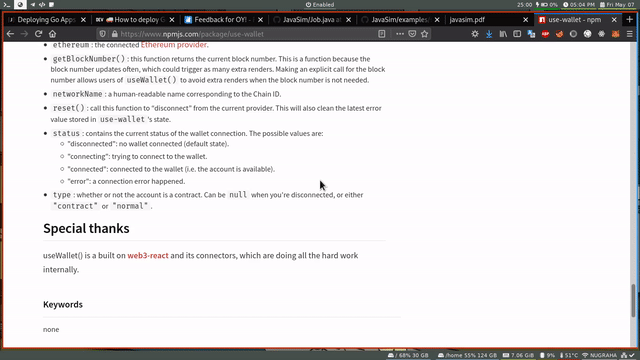 Enabled
25.00 0% 05:04 PM Fri May 07
Deploying Go Apps
DEV How to deploy G
Feedback for OY! -
JavaSim/Job.java at
JavaSim/examples/
javasim.pdf
use-wallet - npm
https://www.npmjs.com/package/use-wallet
ethereum : the connected Ethereum provider.
getBlockNumber() : this function returns the current block number. This is a function because the
block number updates often, which could trigger as many extra renders. Making an explicit call for the block
number allows users of useWallet() to avoid extra renders when the block number is not needed.
networkName : a human-readable name corresponding to the Chain ID.
reset() : call this function to "disconnect" from the current provider. This will also clean the latest error
value stored in use-wallet 's state.
status : contains the current status of the wallet connection. The possible values are:
"disconnected": no wallet connected (default state).
"connecting": trying to connect to the wallet.
"connected": connected to the wallet (i.e. the account is available).
"error": a connection error happened.
type : whether or not the account is a contract. Can be null when you're disconnected, or either
"contract" or "normal" .
Special thanks
useWallet() is a built on web3-react and its connectors, which are doing all the hard work
internally.
Keywords
none
/ 68% 30 GB /home 55% 124 GB 7.06 GiB 9% 51°C NUGRAHA